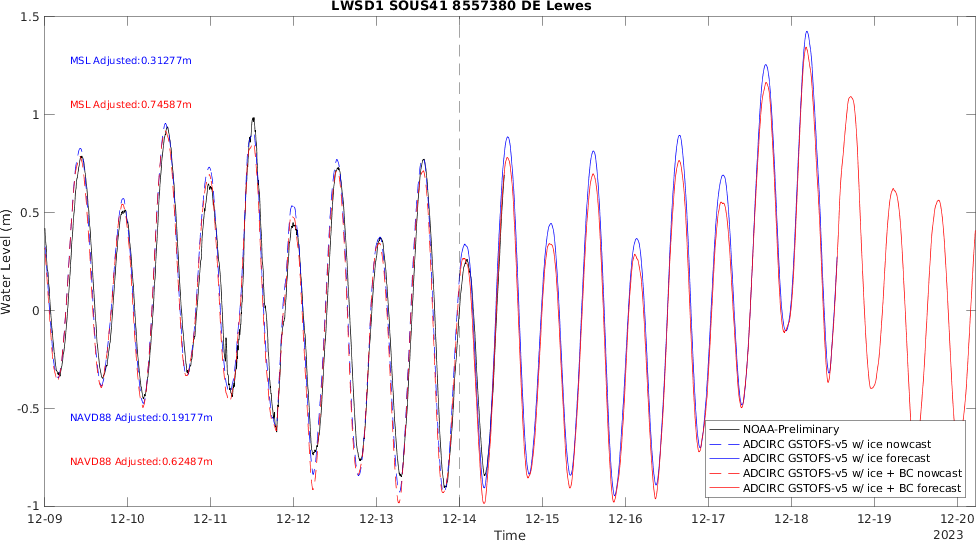 LWSD1 SOUS41 8557380 DE Lewes
1.5
MSL Adjusted:0.31277m
MSL Adjusted:0.74587m
1
0.5
Water Level (m)
0
-0.5
NAVD88 Adjusted:0.19177m
NAVD88 Adjusted:0.62487m
NOAA-Preliminary
ADCIRC GSTOFS-v5 w/ ice nowcast
ADCIRC GSTOFS-v5 w/ ice forecast
ADCIRC GSTOFS-v5 w/ ice + BC nowcast
ADCIRC GSTOFS-v5 w/ ice + BC forecast
-1
12-09 12-10 12-11 12-12 12-13 12-14 12-15 12-16 12-17 12-18 12-19 12-20
Time
2023